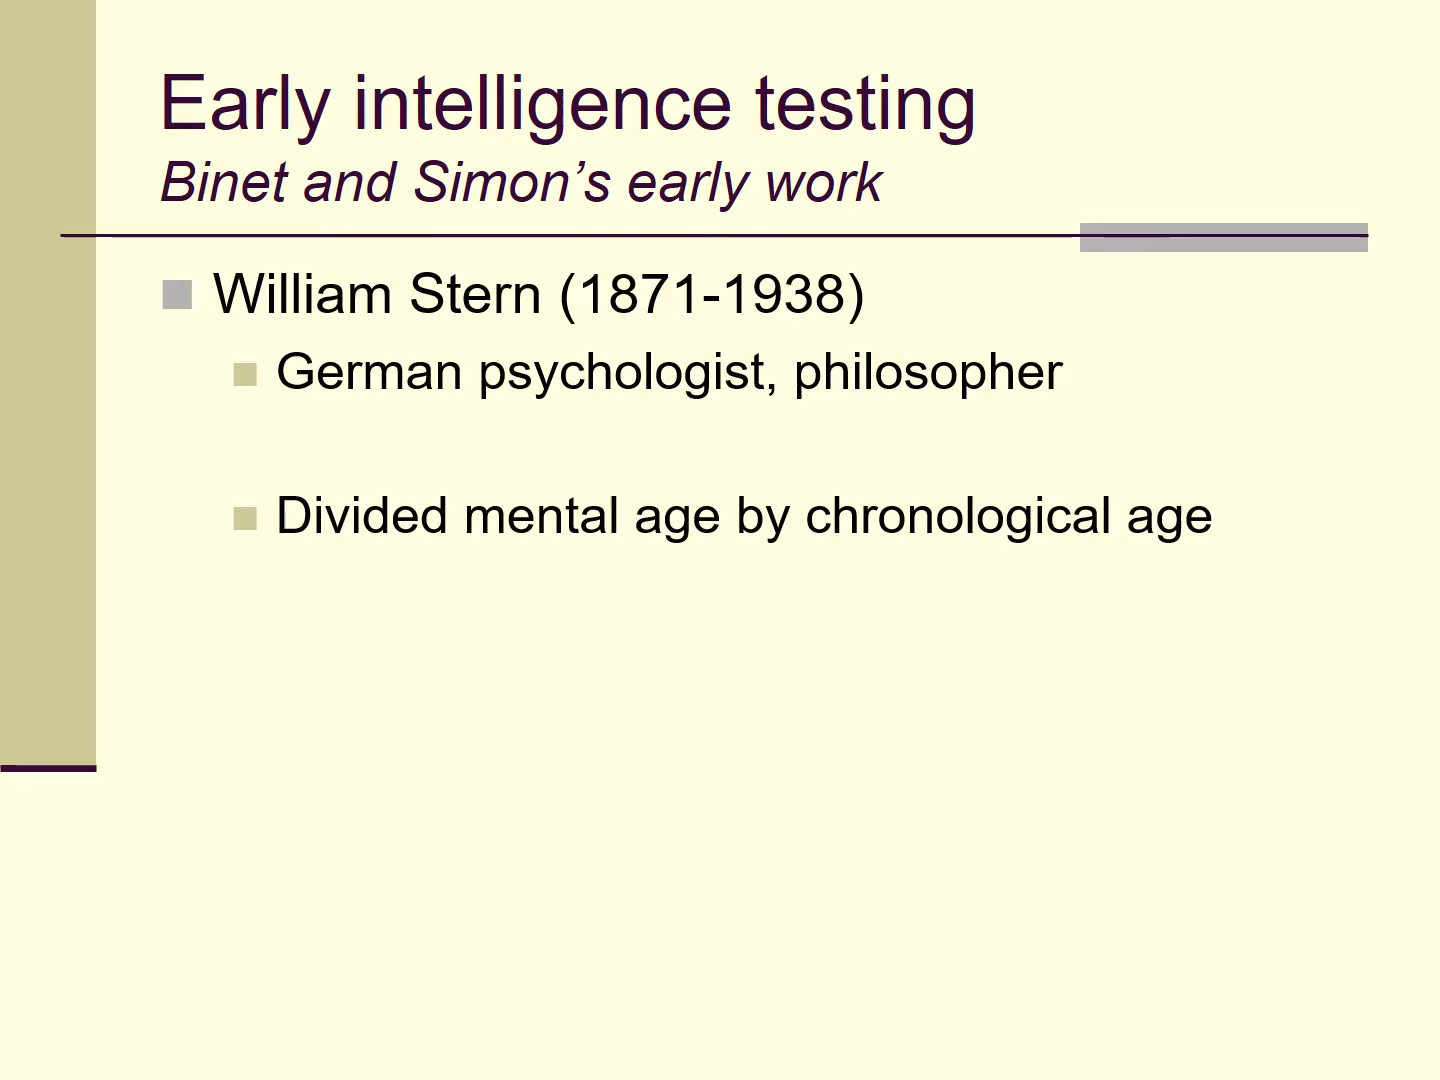 Early intelligence testing
Binet and Simon’s early work
William Stern (1871-1938)
German psychologist, philosopher
Divided mental age by chronological age